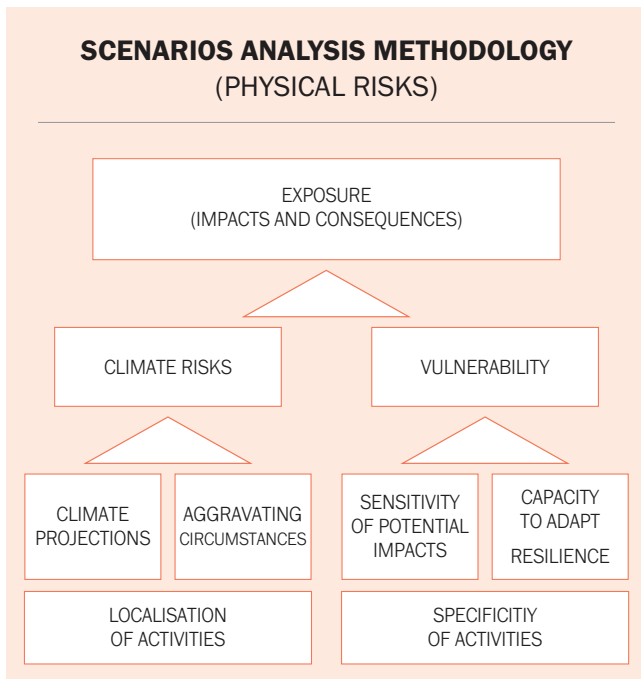 SCENARIOS ANALYSIS METHODOLOGY
(PHYSICAL RISKS)
EXPOSURE
(IMPACTS AND CONSEQUENCES)
CLIMATE RISKS
VULNERABILITY
CLIMATE
PROJECTIONS
AGGRAVATING
CIRCUMSTANCES
SENSITIVITY
OF POTENTIAL
IMPACTS
CAPACITY
TO ADAPT
RESILIENCE
LOCALISATION
OF ACTIVITIES
SPECIFICITIY
OF ACTIVITIES